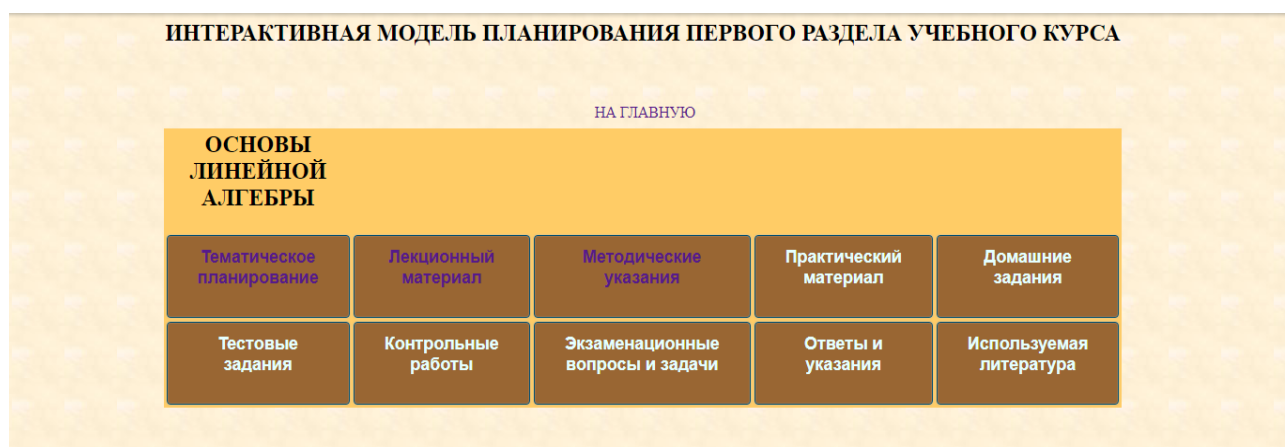 ИНТЕРАКТИВНАЯ МОДЕЛЬ ПЛАНИРОВАНИЯ ПЕРВОГО РАЗДЕЛА УЧЕБНОГО КУРСА
НА ГЛАВНУЮ
ОСНОВЫ
ЛИНЕЙНОЙ
АЛГЕБРЫ
Тематическое
планирование
Лекционный
материал
Методические
указания
Практический
материал
Домашние
задания
Тестовые
задания
Контрольные
работы
Экзаменационные
вопросы и задачи
Ответы и
указания
Используемая
литература